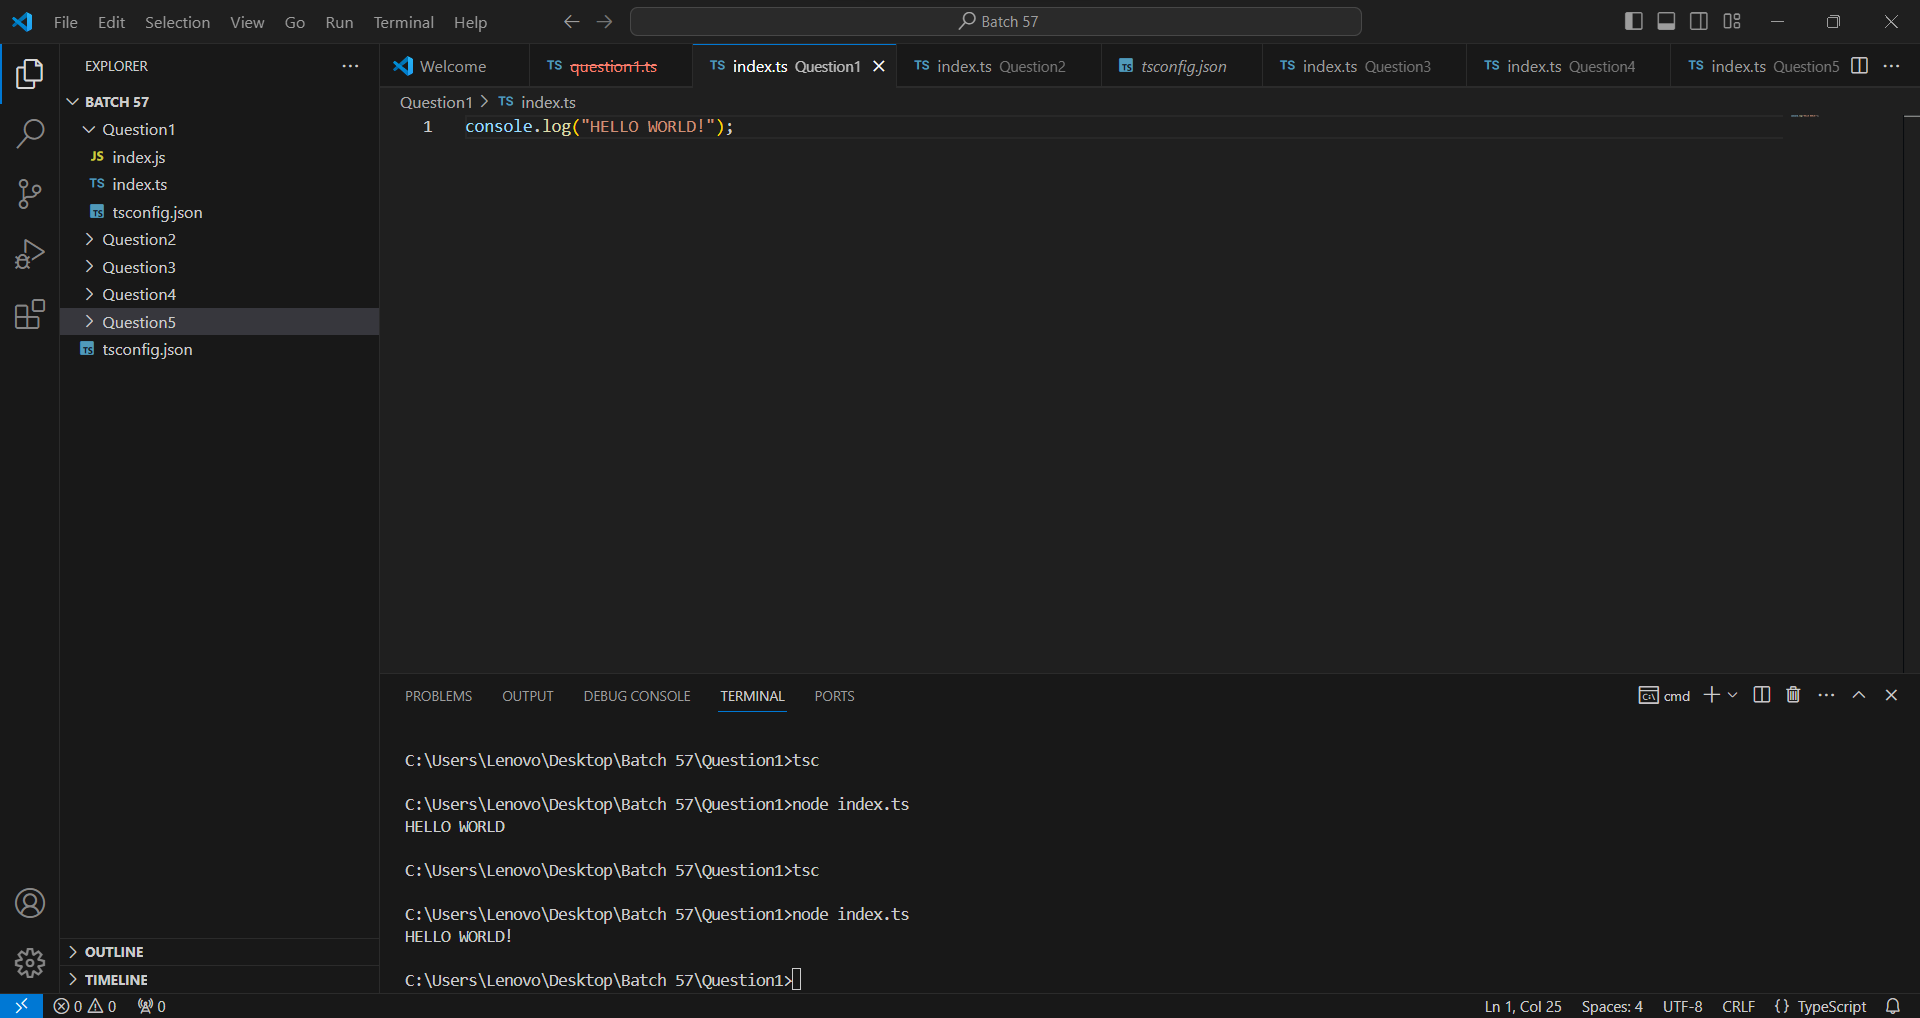 File Edit Selection View Go Run Terminal Help
Batch 57
EXPLORER
BATCH 57
Question1
JS index.js
TS index.ts
TS tsconfig.json
Question2
Question3
Question4
Question5
TS tsconfig.json
OUTLINE
TIMELINE
Welcome
TS question1.ts
TS index.ts Question1
TS index.ts Question2
TS tsconfig.json
TS index.ts Question3
TS index.ts Question4
TS index.ts Question5
Question1 > TS index.ts
1 console.log("HELLO WORLD!");
PROBLEMS OUTPUT DEBUG CONSOLE TERMINAL PORTS
cmd
C:\Users\Lenovo\Desktop\Batch 57\Question1>tsc
C:\Users\Lenovo\Desktop\Batch 57\Question1>node index.ts
HELLO WORLD
C:\Users\Lenovo\Desktop\Batch 57\Question1>tsc
C:\Users\Lenovo\Desktop\Batch 57\Question1>node index.ts
HELLO WORLD!
C:\Users\Lenovo\Desktop\Batch 57\Question1>
0 0 0
Ln 1, Col 25 Spaces: 4 UTF-8 CRLF {} TypeScript